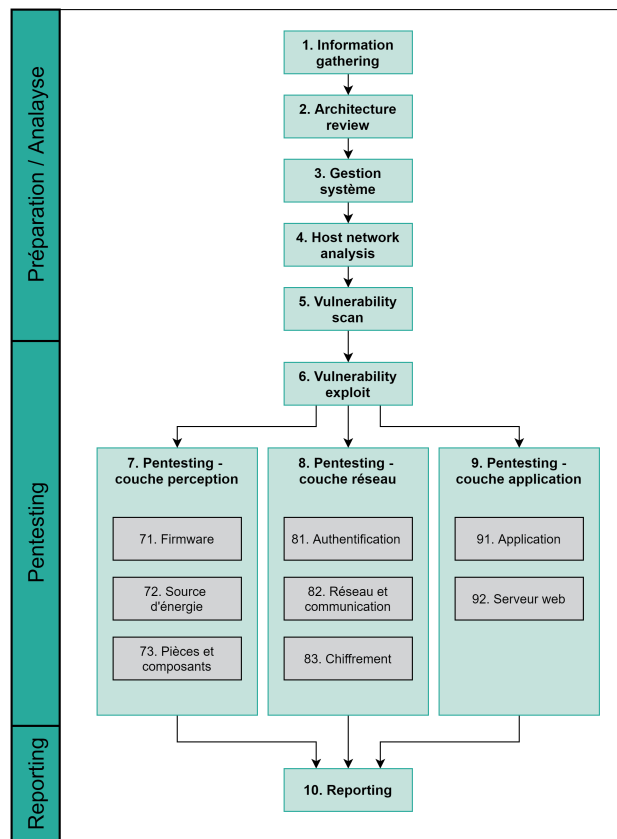 Préparation / Analayse
1. Information
gathering
2. Architecture
review
3. Gestion
système
4. Host network
analysis
5. Vulnerability
scan
Pentesting
6. Vulnerability
exploit
7. Pentesting -
couche perception
71. Firmware
72. Source
d'énergie
73. Pièces et
composants
8. Pentesting -
couche réseau
81. Authentification
82. Réseau et
communication
83. Chiffrement
9. Pentesting -
couche application
91. Application
92. Serveur web
Reporting
10. Reporting